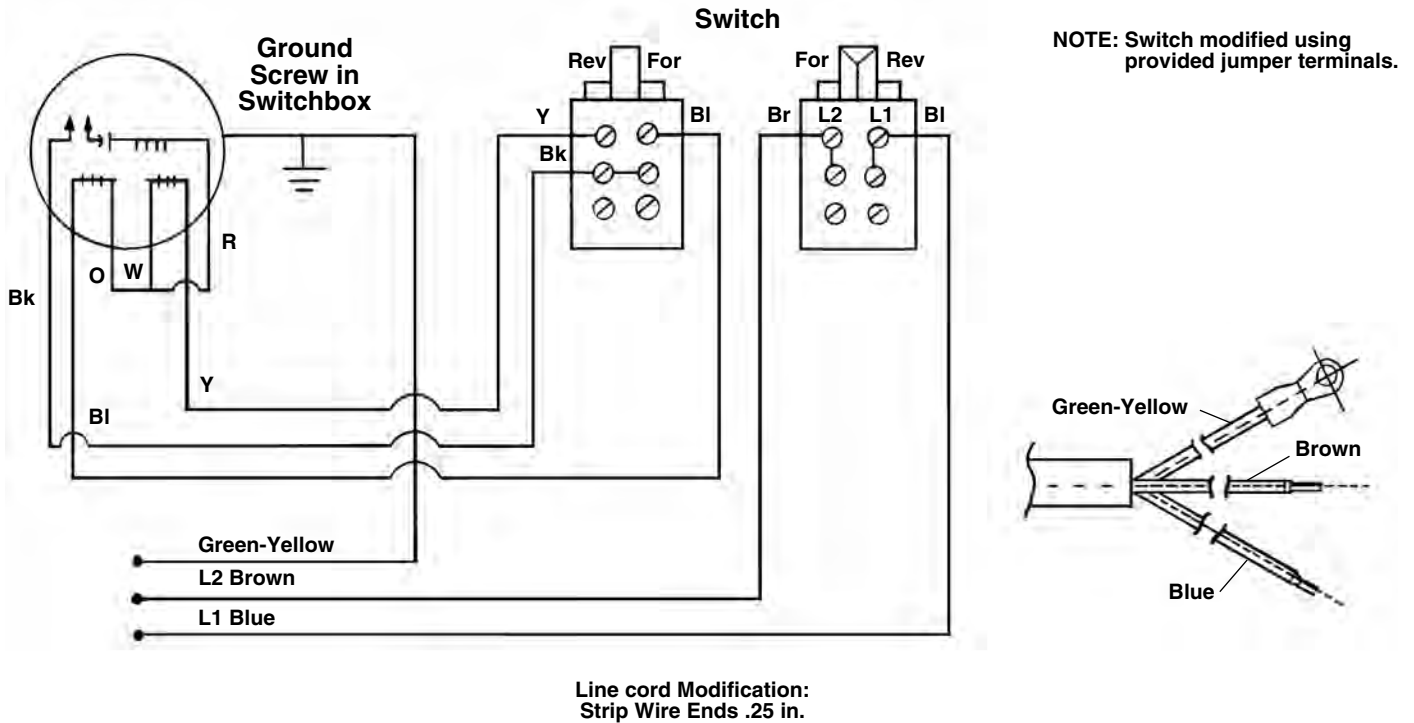 Switch
Ground
Screw in
Switchbox
NOTE: Switch modified using
provided jumper terminals.
Rev For
For Rev
Y
Bl
Br L2 L1 Bl
Bk
R
O W
Bk
Y
Bl
Green-Yellow
Brown
Blue
Green-Yellow
L2 Brown
L1 Blue
Line cord Modification:
Strip Wire Ends .25 in.